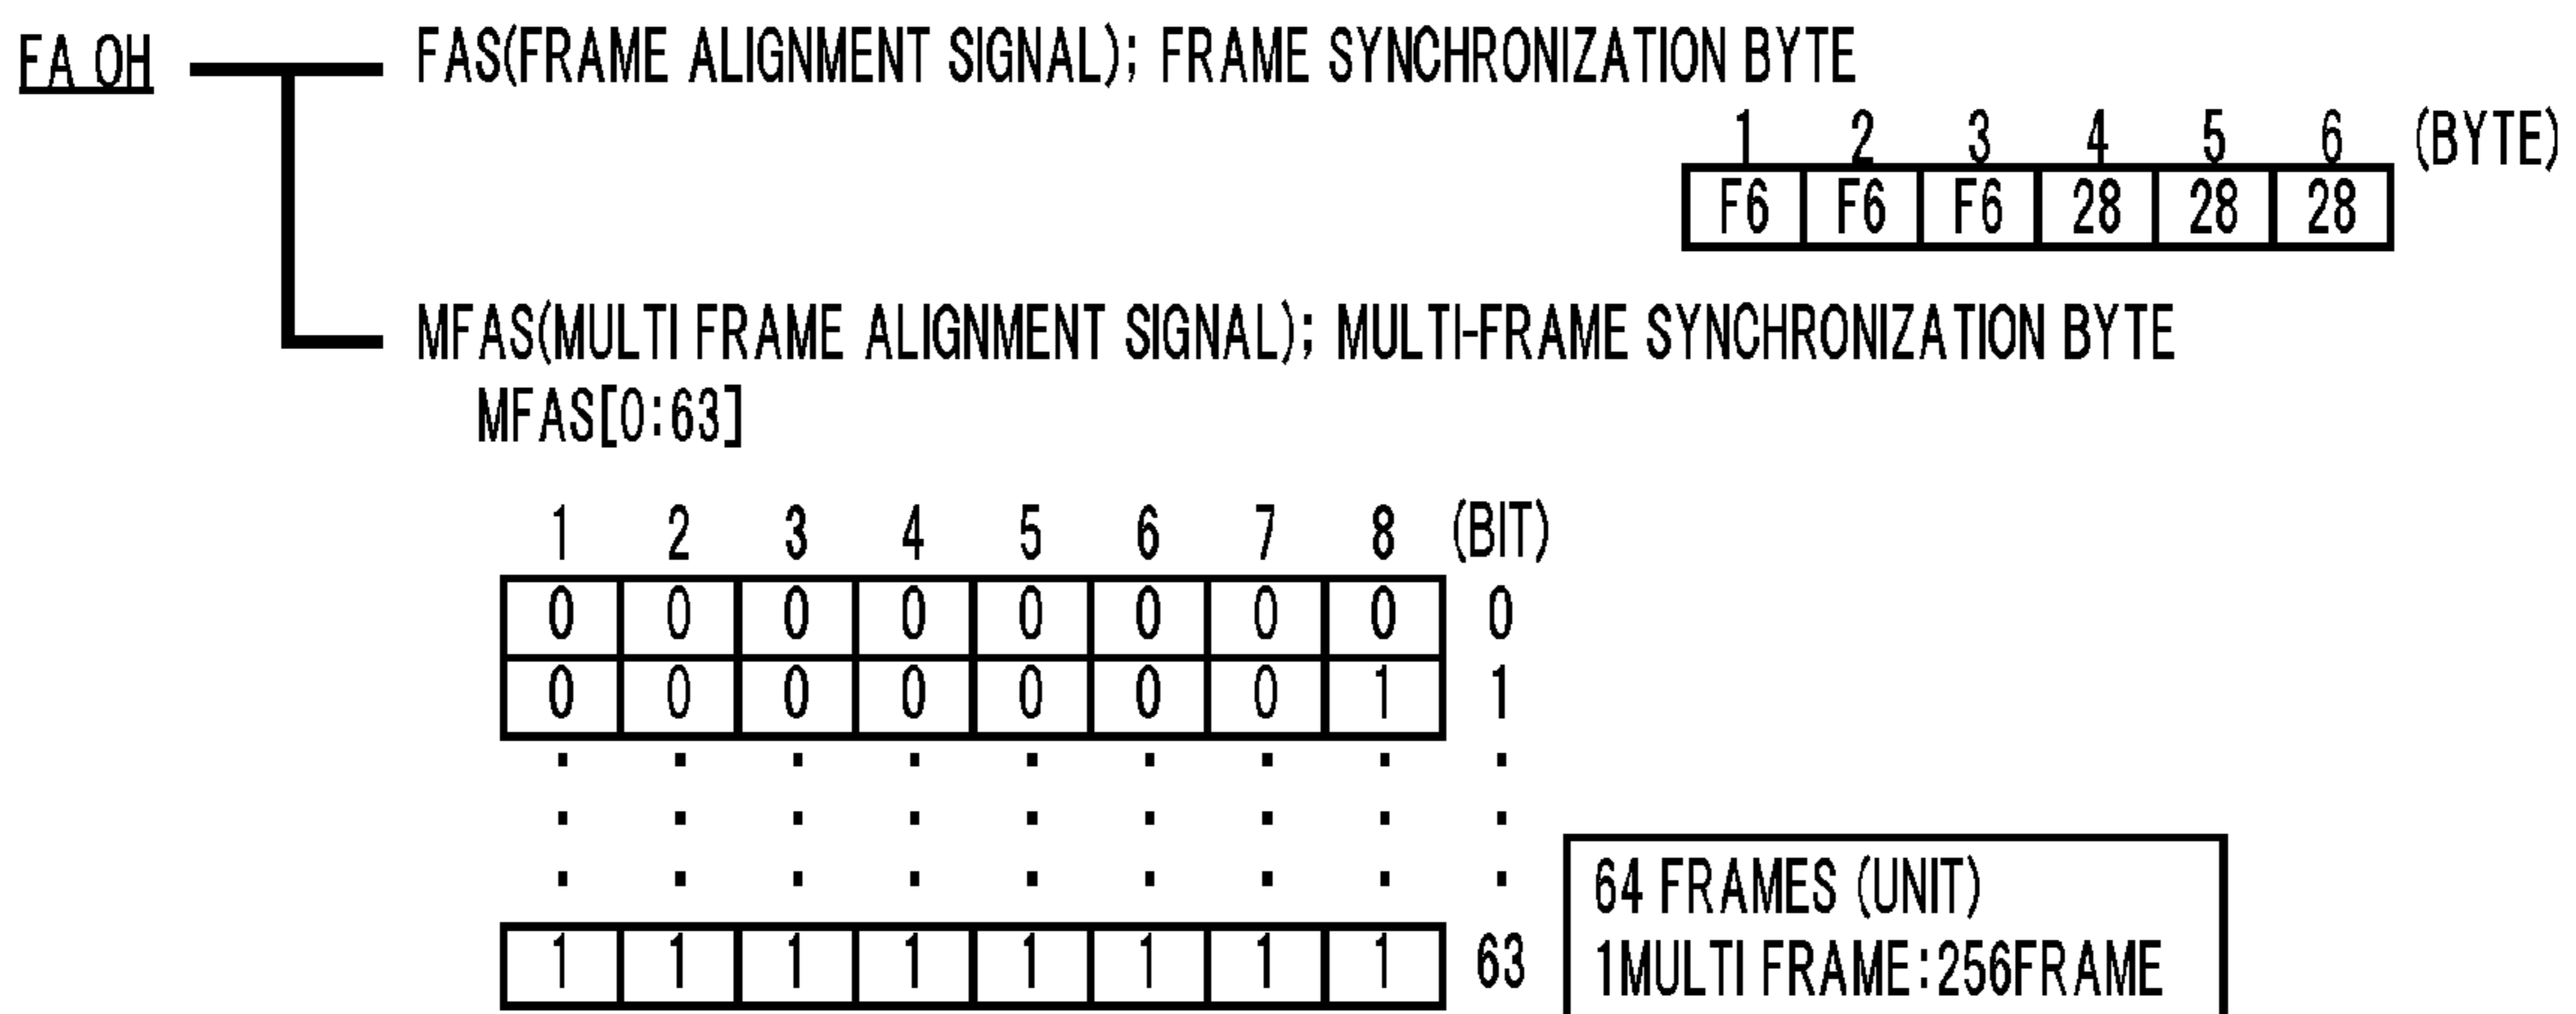 FA OH
FAS(FRAME ALIGNMENT SIGNAL); FRAME SYNCHRONIZATION BYTE
1 2 3 4 5 6 (BYTE)
F6 F6 F6 28 28 28
MFAS(MULTI FRAME ALIGNMENT SIGNAL); MULTI-FRAME SYNCHRONIZATION BYTE
MFAS[0:63]
1 2 3 4 5 6 7 8 (BIT)
0 0 0 0 0 0 0 0 0
0 0 0 0 0 0 0 1 1
1 1 1 1 1 1 1 1 63
64 FRAMES (UNIT)
1MULTI FRAME:256FRAME